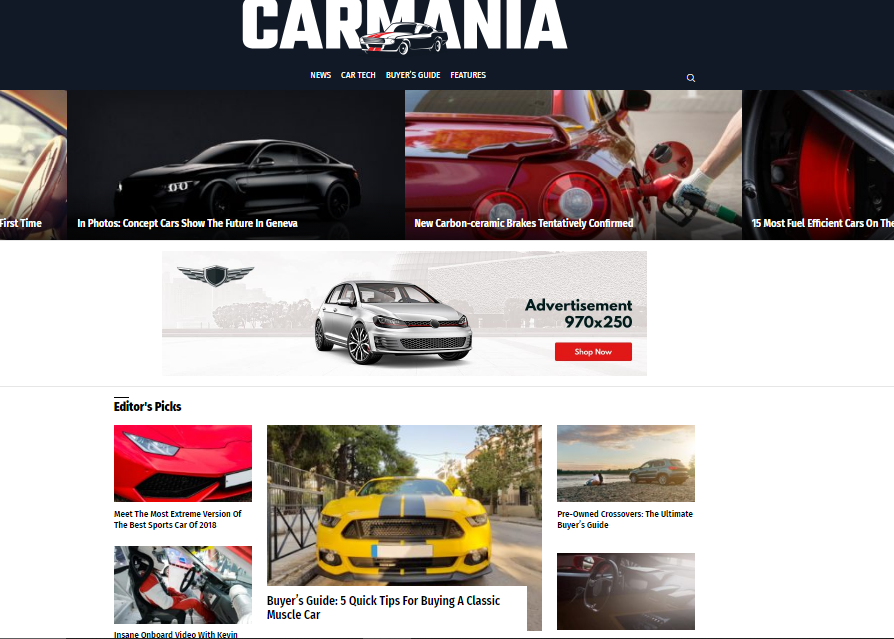 CARMANIA
NEWS CAR TECH BUYER'S GUIDE FEATURES
First Time
In Photos: Concept Cars Show The Future In Geneva
New Carbon-ceramic Brakes Tentatively Confirmed
15 Most Fuel Efficient Cars On The
Advertisement
970x250
Shop Now
Editor's Picks
Meet The Most Extreme Version Of
The Best Sports Car Of 2018
Insane Onboard Video With Kevin
Buyer's Guide: 5 Quick Tips For Buying A Classic
Muscle Car
Pre-Owned Crossovers: The Ultimate
Buyer's Guide